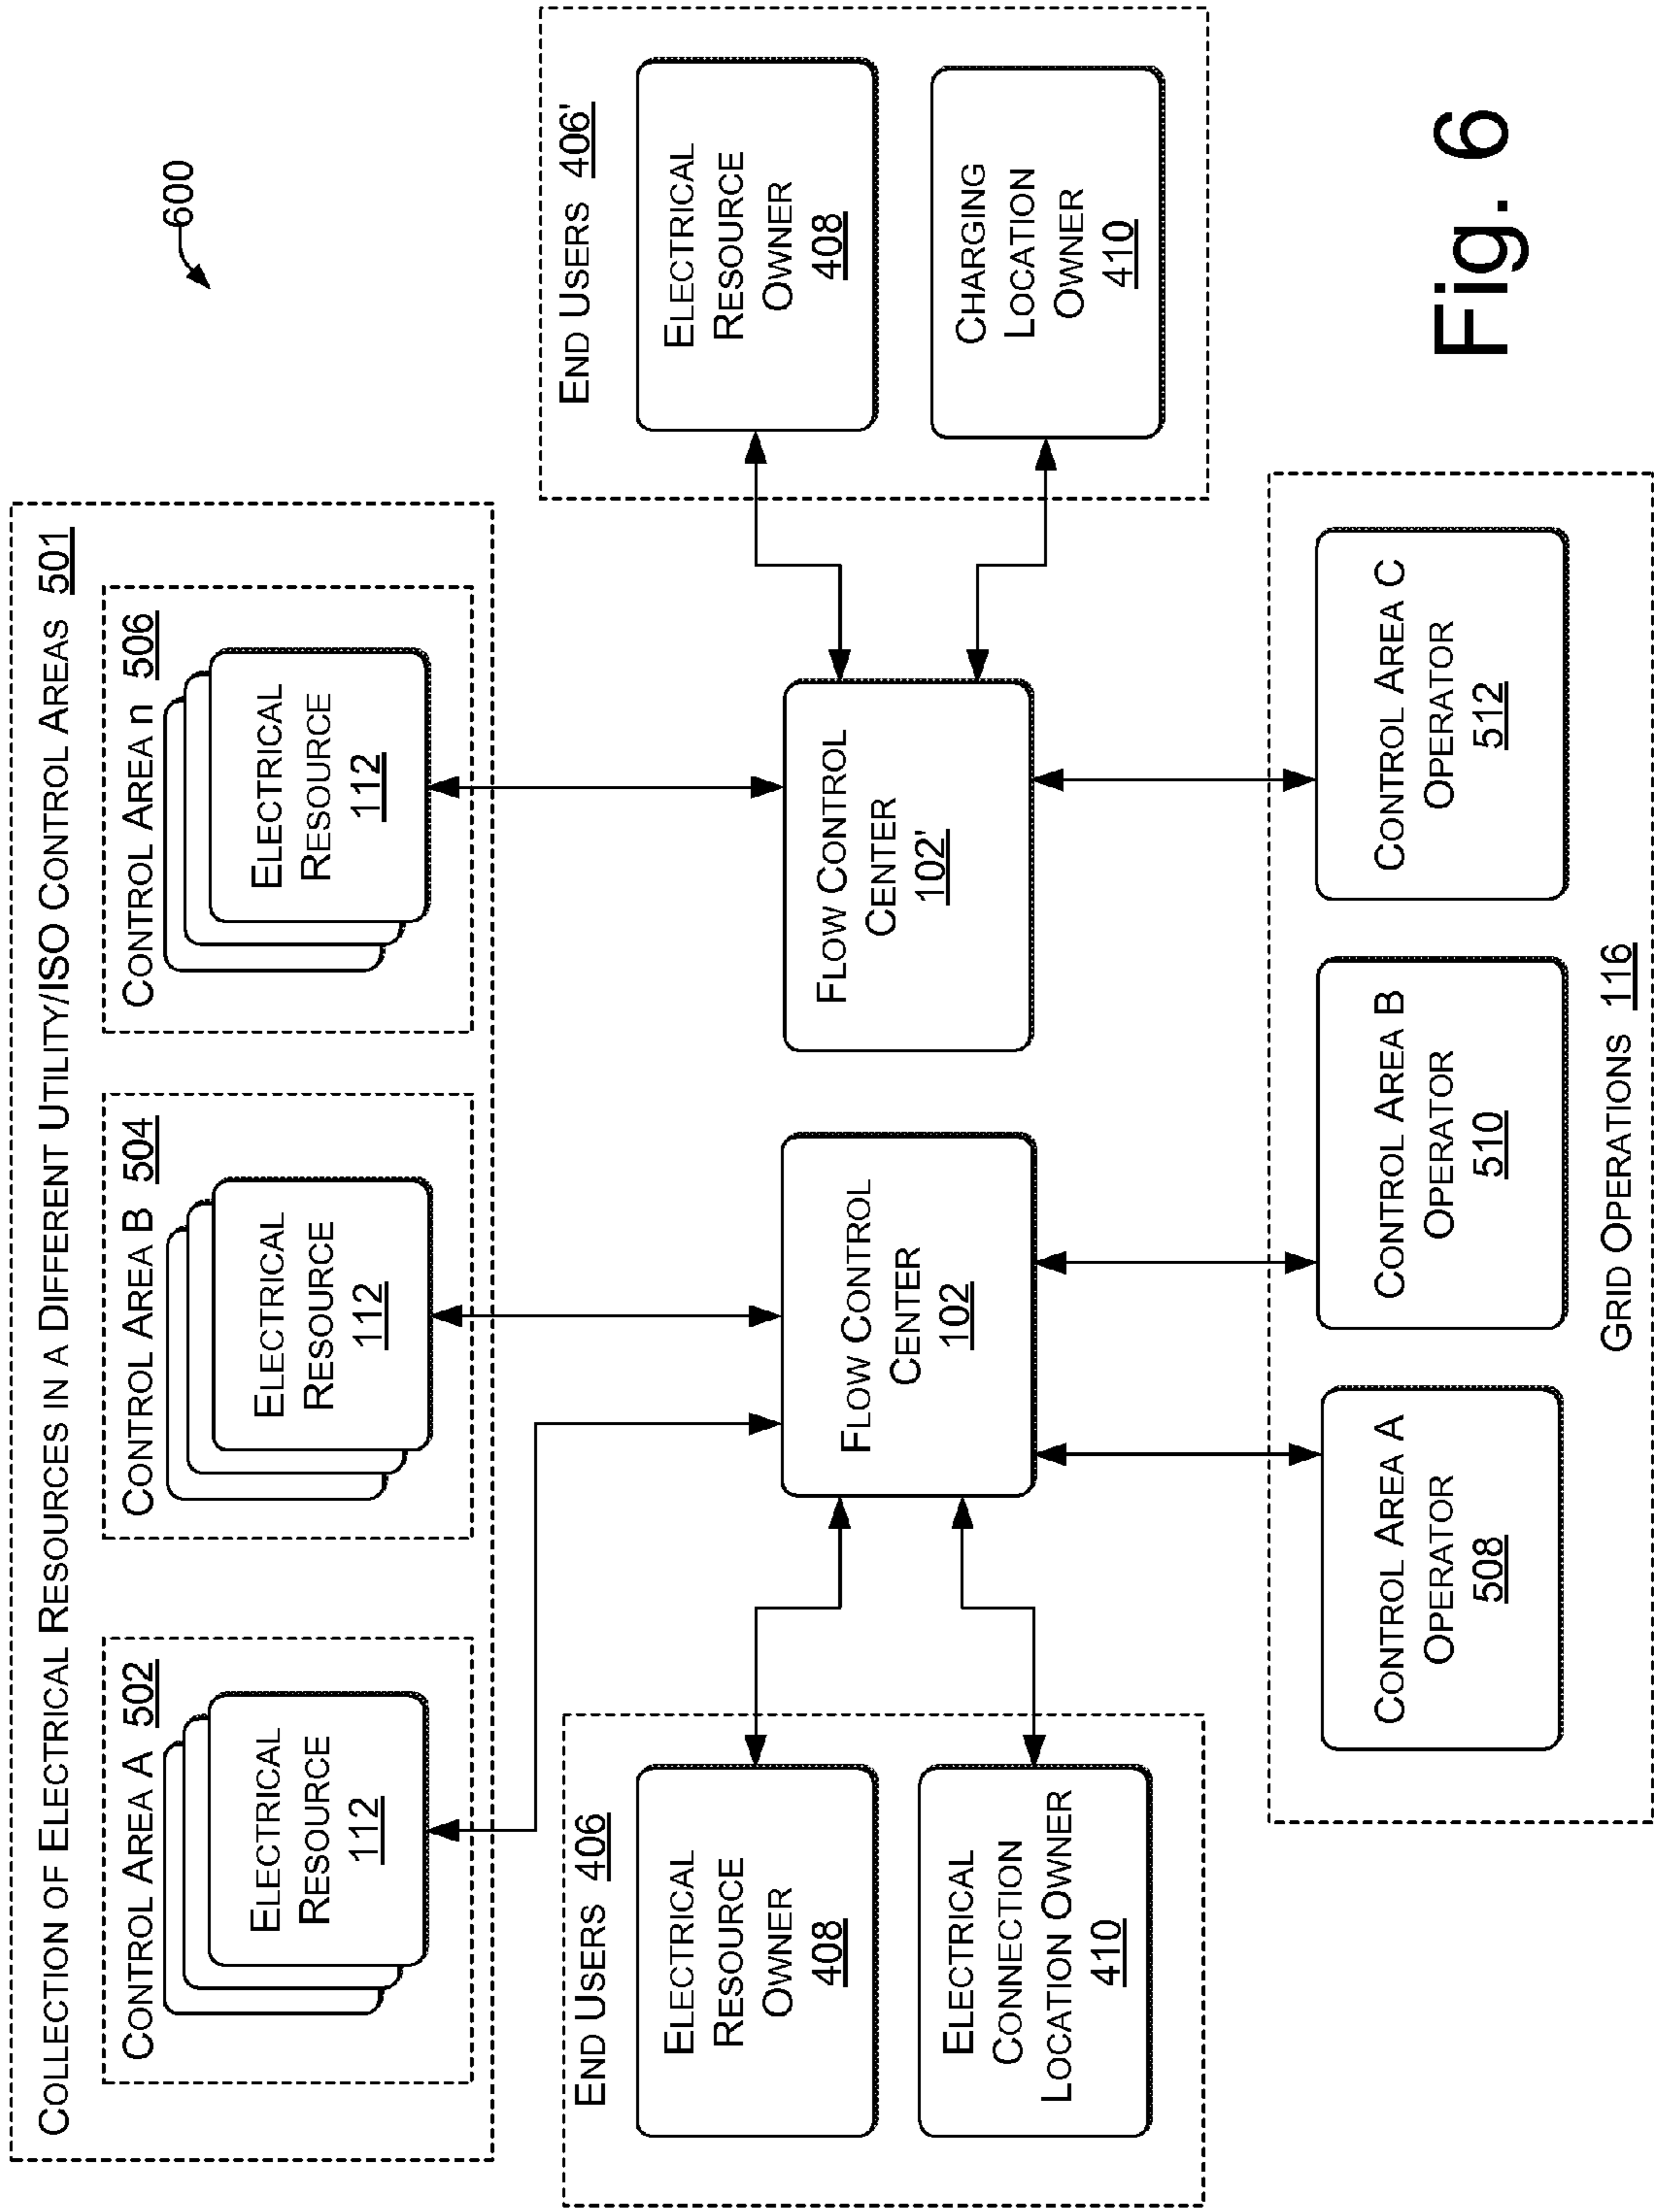 600
COLLECTION OF ELECTRICAL RESOURCES IN A DIFFERENT UTILITY/ISO CONTROL AREAS 501
CONTROL AREA A 502
ELECTRICAL
RESOURCE
112
CONTROL AREA B 504
ELECTRICAL
RESOURCE
112
CONTROL AREA n 506
ELECTRICAL
RESOURCE
112
END USERS 406
ELECTRICAL
RESOURCE
OWNER
408
ELECTRICAL
CONNECTION
LOCATION OWNER
410
FLOW CONTROL
CENTER
102
FLOW CONTROL
CENTER
102'
END USERS 406'
ELECTRICAL
RESOURCE
OWNER
408
CHARGING
LOCATION
OWNER
410
CONTROL AREA A
OPERATOR
508
CONTROL AREA B
OPERATOR
510
CONTROL AREA C
OPERATOR
512
GRID OPERATIONS 116
Fig. 6